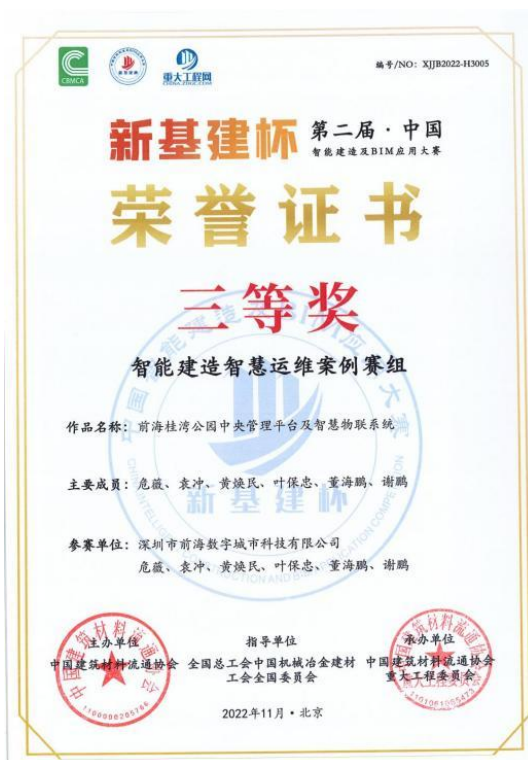 CBMCA
重大工程网
编号/NO: XJJB2022-H3005
新基建杯 第二届·中国
智能建造及BIM应用大赛
荣誉证书
三等奖
智能建造智慧运维案例赛组
作品名称：前海桂湾公园中央管理平台及智慧物联系统
主要成员：危薇、袁冲、黄焕民、叶保忠、董海鹏、谢鹏
新基建杯
参赛单位：深圳市前海数字城市科技有限公司
危薇、袁冲、黄焕民、叶保忠、董海鹏、谢鹏
主办单位 指导单位 承办单位
中国建筑材料流通协会 全国总工会中国机械冶金建材 中国建筑材料流通协会
工会全国委员会 重大工程委员会
2022年11月·北京